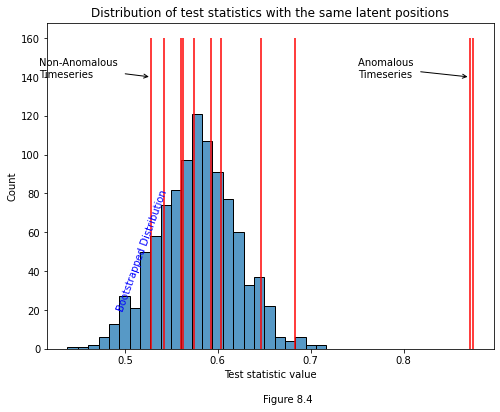 Distribution of test statistics with the same latent positions
160
140
120
100
80
60
40
20
0
Count
Non-Anomalous
Timeseries
Anomalous
Timeseries
Bootstrapped Distribution
0.5 0.6 0.7 0.8
Test statistic value
Figure 8.4